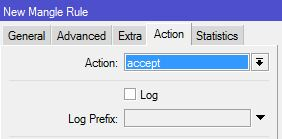 New Mangle Rule
General Advanced Extra Action Statistics
Action: accept
Log
Log Prefix: